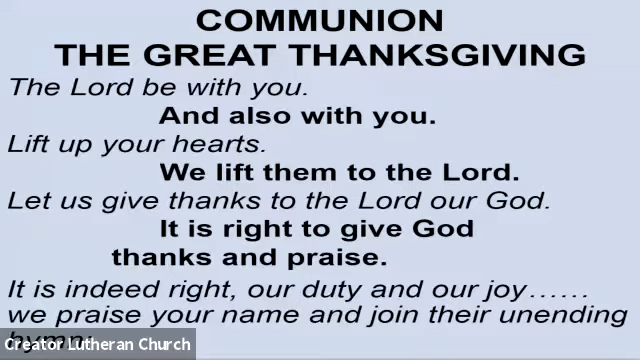 COMMUNION
THE GREAT THANKSGIVING
The Lord be with you.
And also with you.
Lift up your hearts.
We lift them to the Lord.
Let us give thanks to the Lord our God.
It is right to give God
thanks and praise.
It is indeed right, our duty and our joy……
we praise your name and join their unending
Creator Lutheran Church